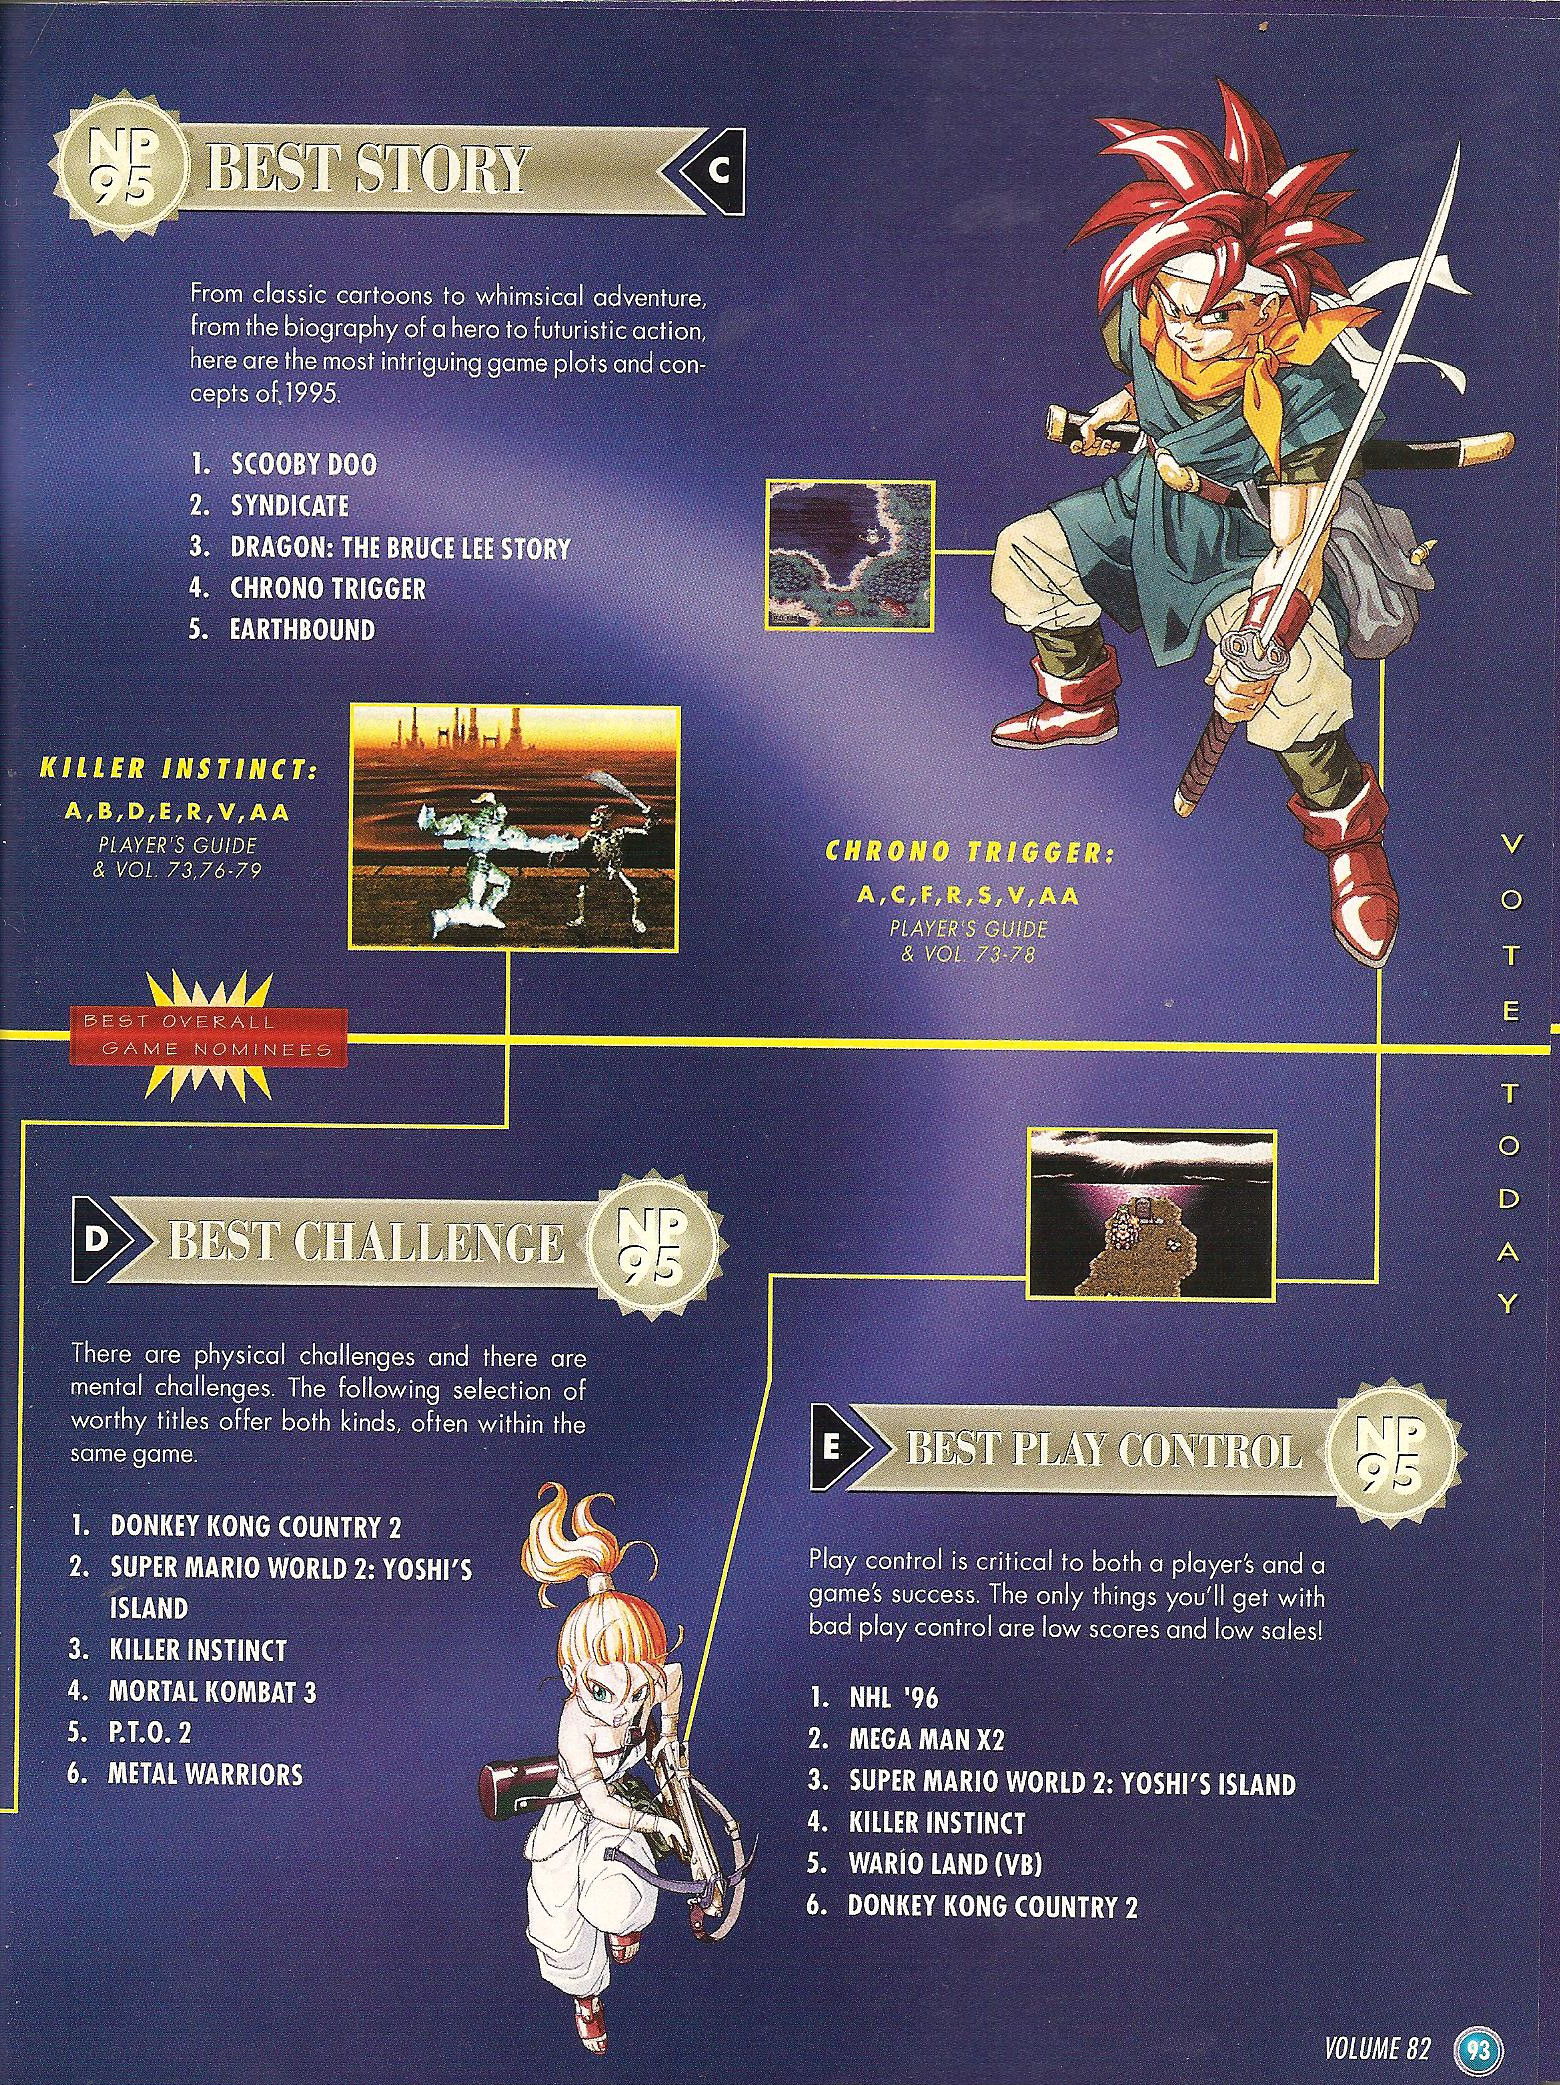 NP
95
BEST STORY
C
From classic cartoons to whimsical adventure,
from the biography of a hero to futuristic action,
here are the most intriguing game plots and con-
cepts of 1995.
1. SCOOBY DOO
2. SYNDICATE
3. DRAGON: THE BRUCE LEE STORY
4. CHRONO TRIGGER
5. EARTHBOUND
KILLER INSTINCT:
A,B,D,E,R,V,AA
PLAYER'S GUIDE
& VOL. 73,76-79
CHRONO TRIGGER:
A,C,F,R,S,V,AA
PLAYER'S GUIDE
& VOL. 73-78
BEST OVERALL
GAME NOMINEES
VOTE TODAY
D
BEST CHALLENGE
NP
95
There are physical challenges and there are
mental challenges. The following selection of
worthy titles offer both kinds, often within the
same game.
1. DONKEY KONG COUNTRY 2
2. SUPER MARIO WORLD 2: YOSHI'S
ISLAND
3. KILLER INSTINCT
4. MORTAL KOMBAT 3
5. P.T.O. 2
6. METAL WARRIORS
E
BEST PLAY CONTROL
NP
95
Play control is critical to both a player's and a
game's success. The only things you'll get with
bad play control are low scores and low sales!
1. NHL '96
2. MEGA MAN X2
3. SUPER MARIO WORLD 2: YOSHI'S ISLAND
4. KILLER INSTINCT
5. WARIO LAND (VB)
6. DONKEY KONG COUNTRY 2
VOLUME 82
93